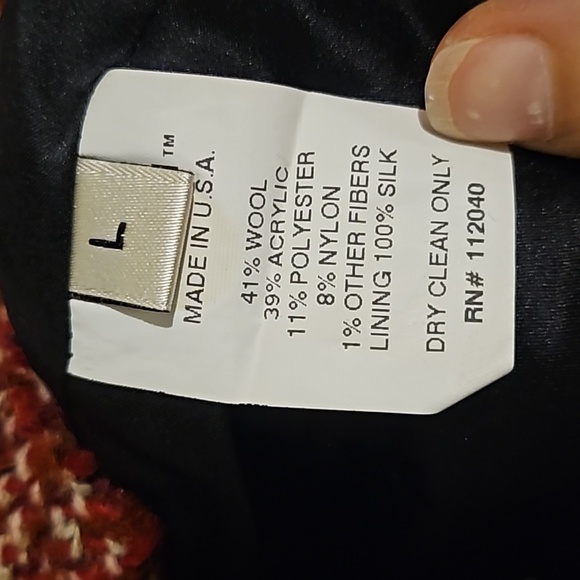 L
™
MADE IN U.S.A.
41% WOOL
39% ACRYLIC
11% POLYESTER
8% NYLON
1% OTHER FIBERS
LINING 100% SILK
DRY CLEAN ONLY
RN# 112040